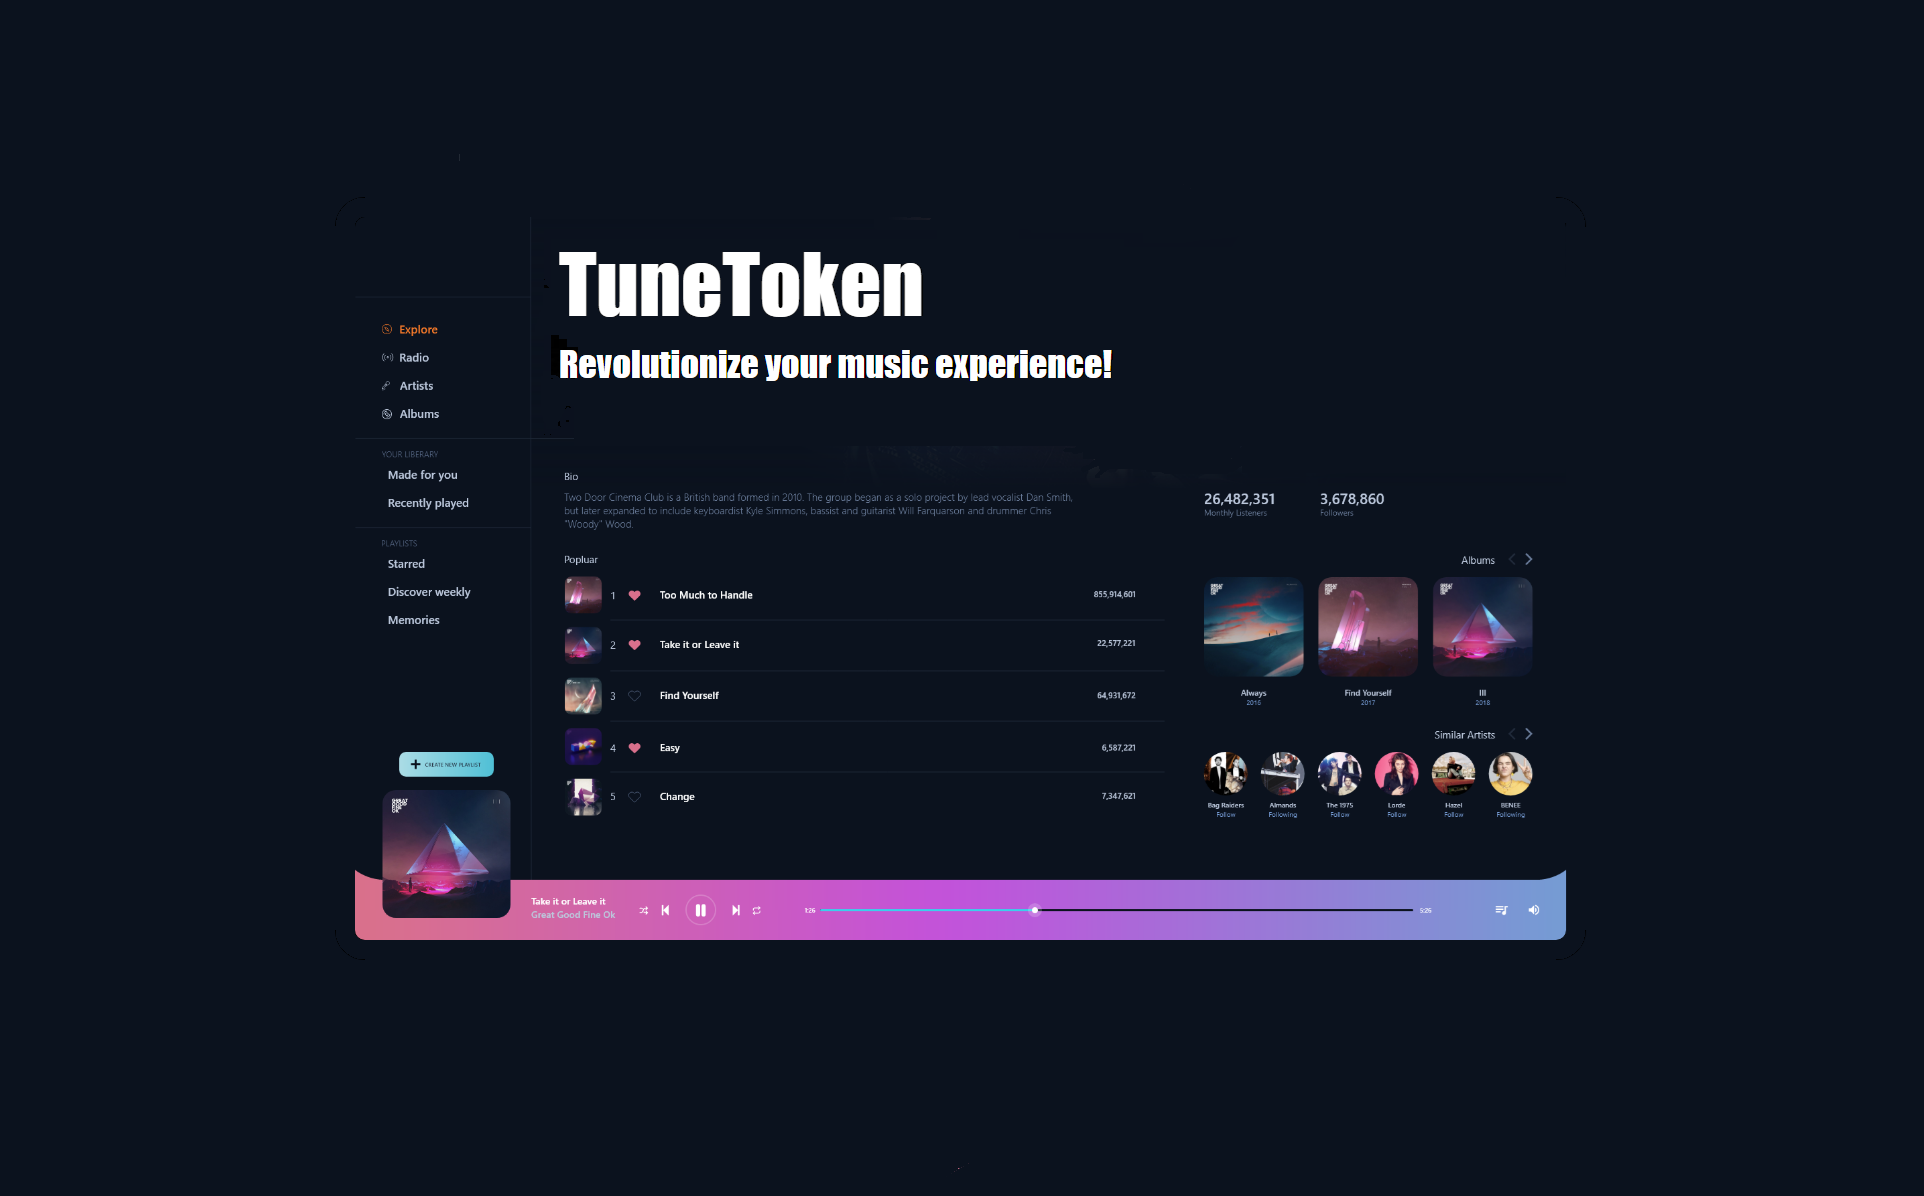 TuneToken
Revolutionize your music experience!
Explore
Radio
Artists
Albums
YOUR LIBERARY
Made for you
Recently played
PLAYLISTS
Starred
Discover weekly
Memories
CREATE NEW PLAYLIST
Bio
Two Door Cinema Club is a British band formed in 2010. The group began as a solo project by lead vocalist Dan Smith,
but later expanded to include keyboardist Kyle Simmons, bassist and guitarist Will Farquarson and drummer Chris
"Woody" Wood.
26,482,351
Monthly Listeners
3,678,860
Followers
Popluar
1 Too Much to Handle 855,914,601
2 Take it or Leave it 22,577,221
3 Find Yourself 64,931,672
4 Easy 6,587,221
5 Change 7,347,621
Albums
Always
2016
Find Yourself
2017
III
2018
Similar Artists
Bag Raiders
Follow
Almands
Following
The 1975
Follow
Lorde
Follow
Hazel
Follow
BENEE
Following
GREAT
GOOD
FINE
OK
Take it or Leave it
Great Good Fine Ok
1:26
5:26